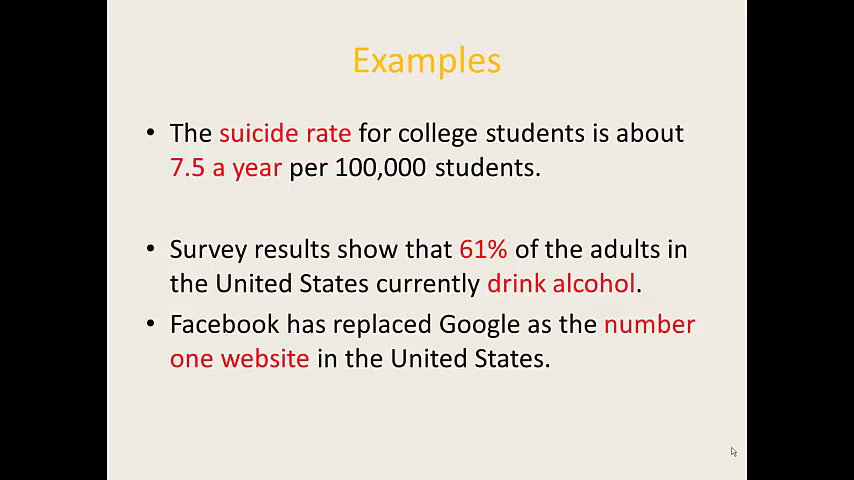 Examples
• The suicide rate for college students is about
7.5 a year per 100,000 students.
• Survey results show that 61% of the adults in
the United States currently drink alcohol.
• Facebook has replaced Google as the number
one website in the United States.